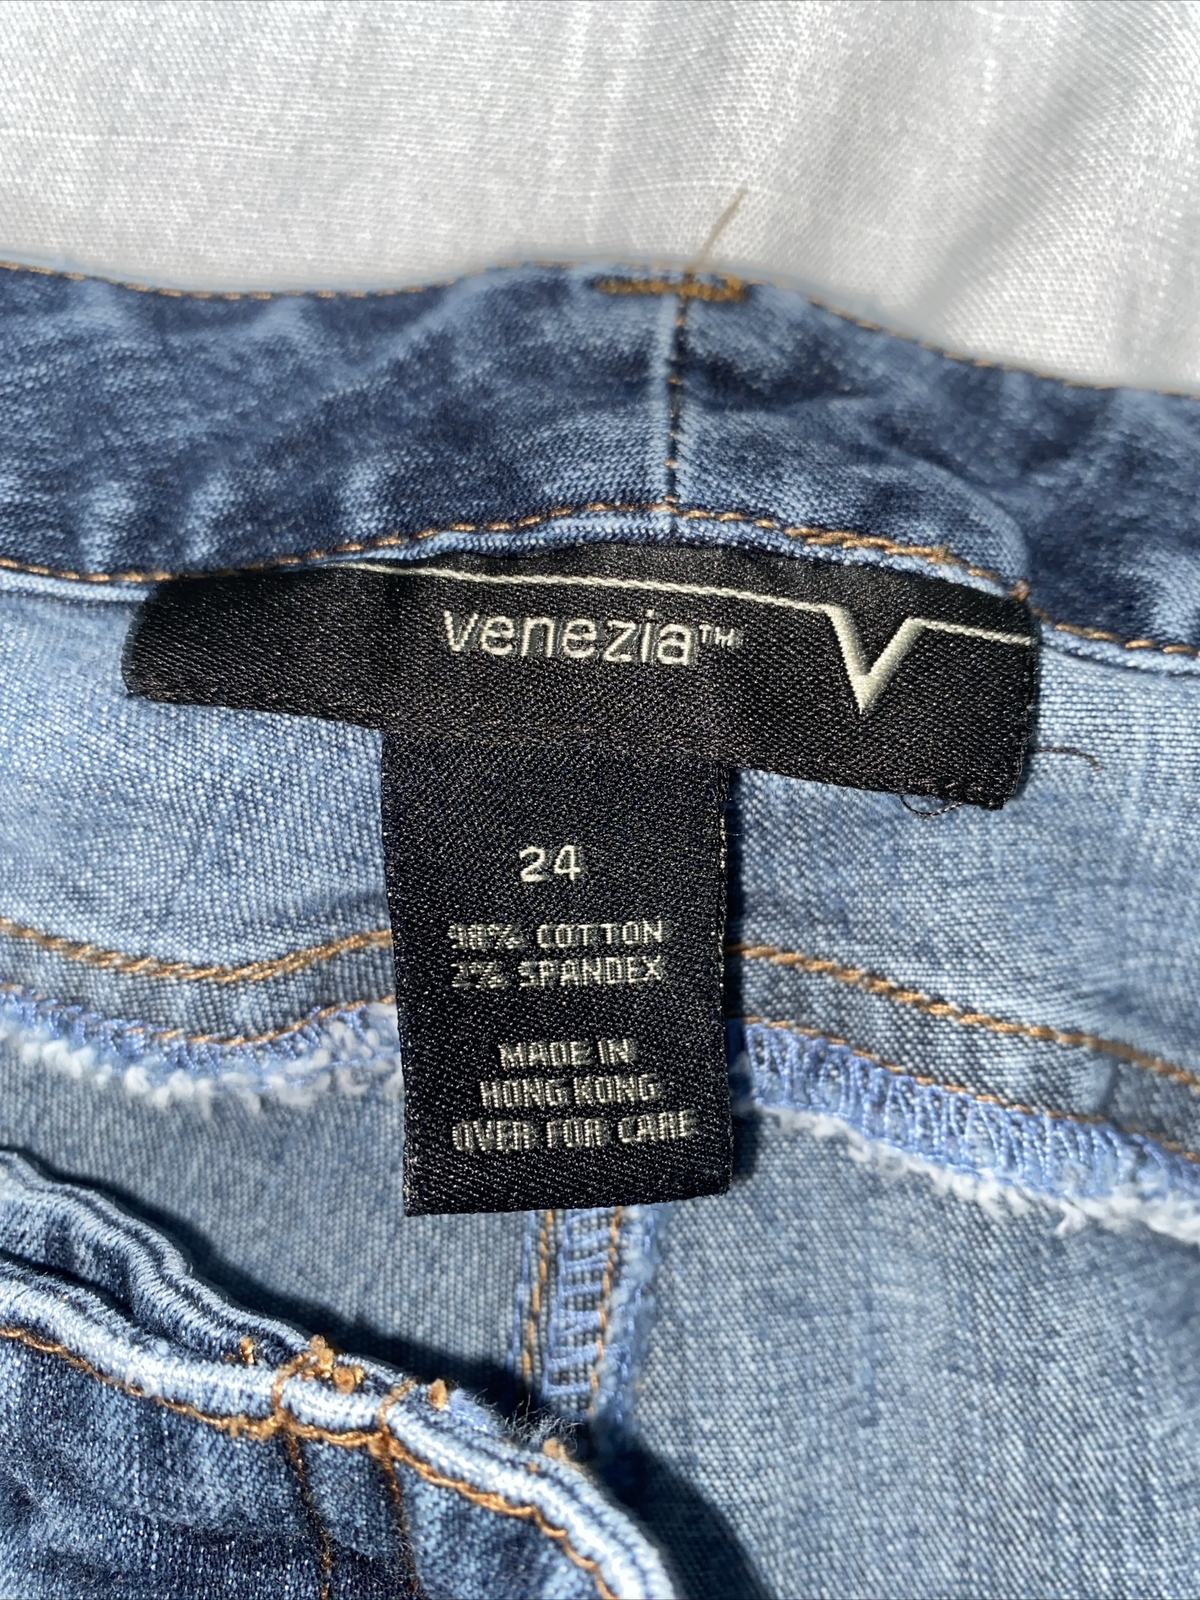 venezia™
24
98% COTTON
2% SPANDEX
MADE IN
HONG KONG
OVER FOR CARE